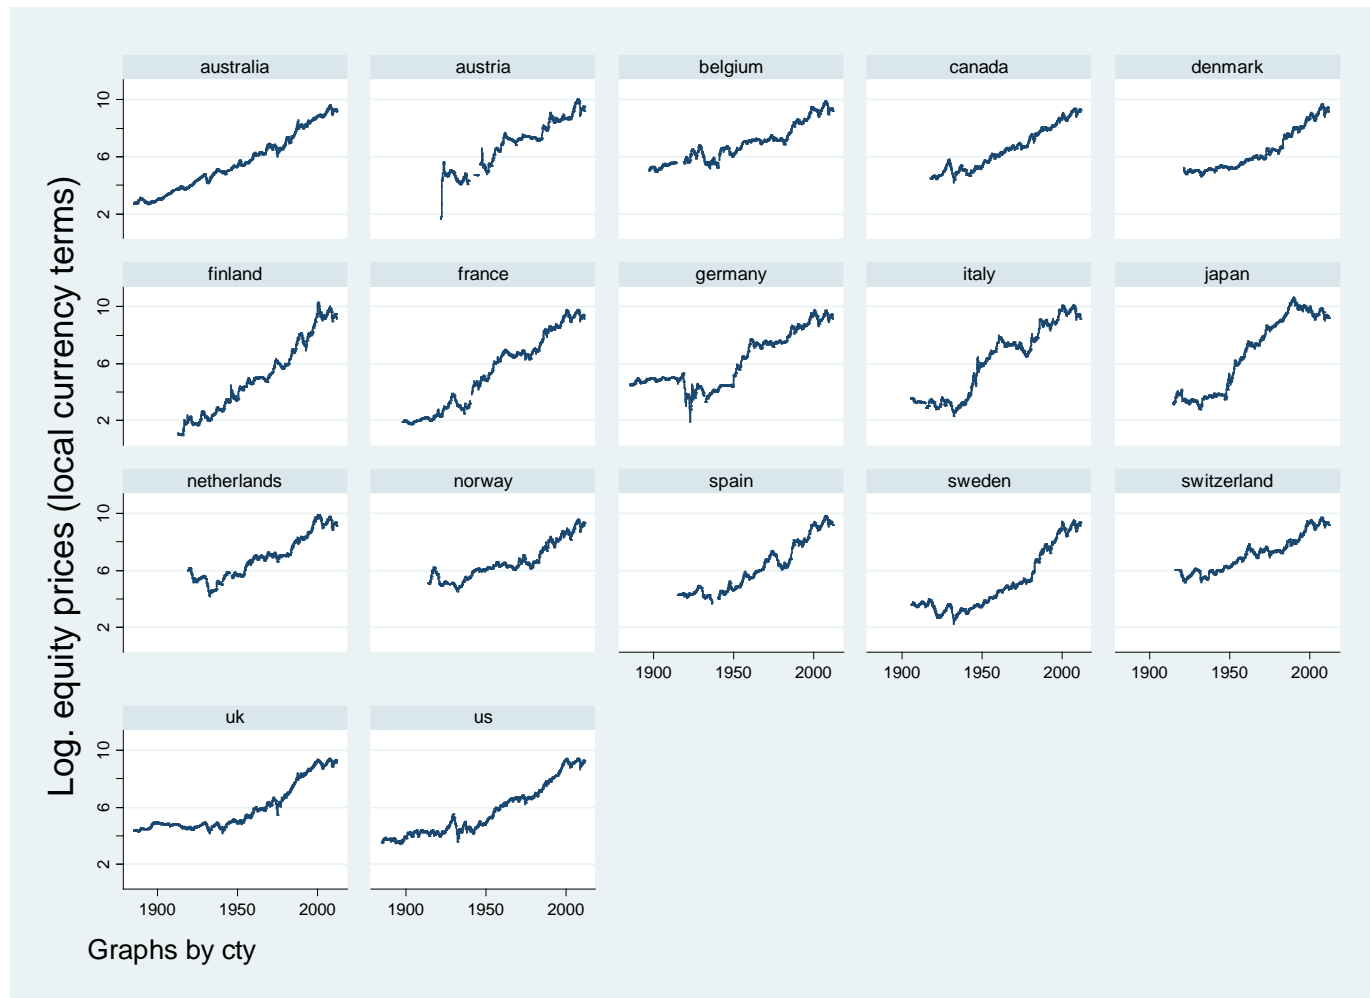 Log. equity prices (local currency terms)
australia austria belgium canada denmark
10
6
2
finland france germany italy japan
10
6
2
netherlands norway spain sweden switzerland
10
6
2
1900 1950 2000 1900 1950 2000 1900 1950 2000
uk us
10
6
2
1900 1950 2000 1900 1950 2000
Graphs by cty